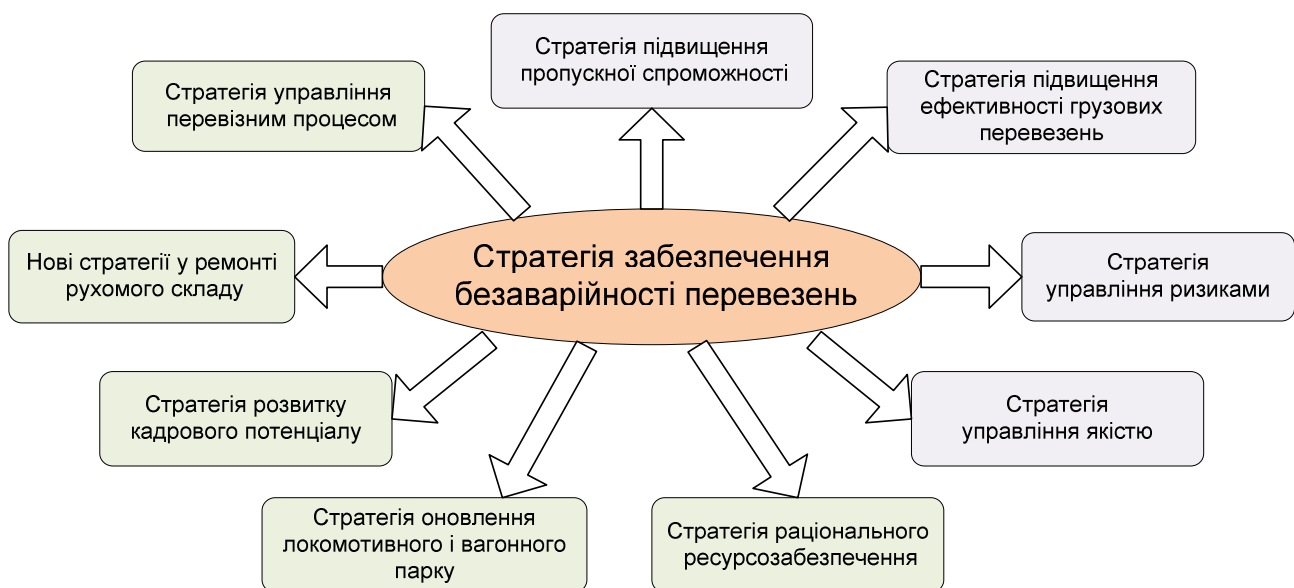 Стратегія підвищення
пропускної спроможності
Стратегія управління
перевізним процесом
Стратегія підвищення
ефективності грузових
перевезень
Нові стратегії у ремонті
рухомого складу
Стратегія забезпечення
безаварійності перевезень
Стратегія
управління ризиками
Стратегія розвитку
кадрового потенціалу
Стратегія
управління якістю
Стратегія оновлення
локомотивного і вагонного
парку
Стратегія раціонального
ресурсозабезпечення